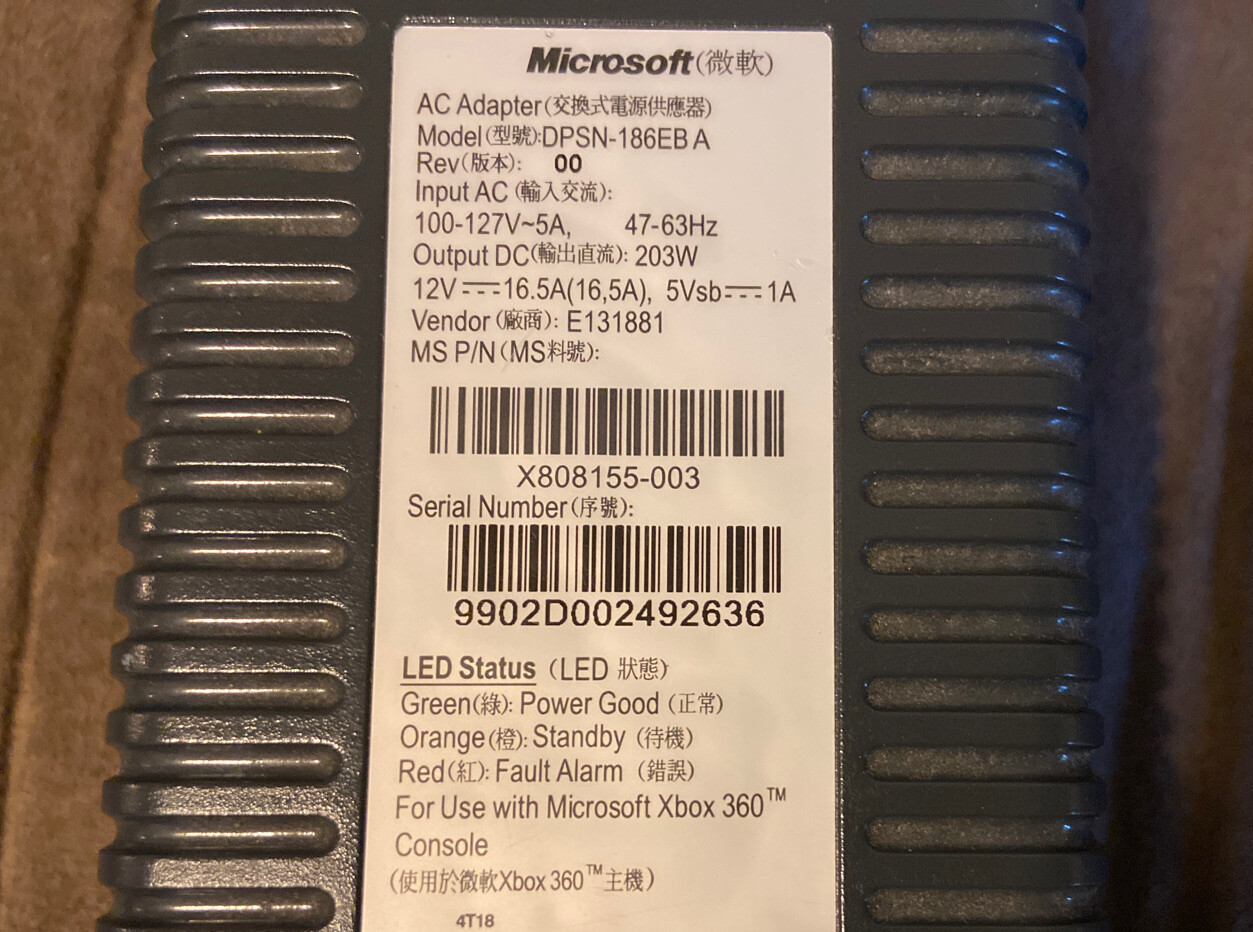 Microsoft(微軟)
AC Adapter(交換式電源供應器)
Model(型號):DPSN-186EB A
Rev(版本): 00
Input AC (輸入交流):
100-127V~5A, 47-63Hz
Output DC(輸出直流): 203W
12V⎓16.5A(16,5A), 5Vsb⎓1A
Vendor (廠商): E131881
MS P/N(MS料號):
X808155-003
Serial Number(序號):
9902D002492636
LED Status (LED 狀態)
Green(綠): Power Good (正常)
Orange(橙): Standby (待機)
Red(紅): Fault Alarm (錯誤)
For Use with Microsoft Xbox 360™
Console
(使用於微軟Xbox 360™主機)
4T18